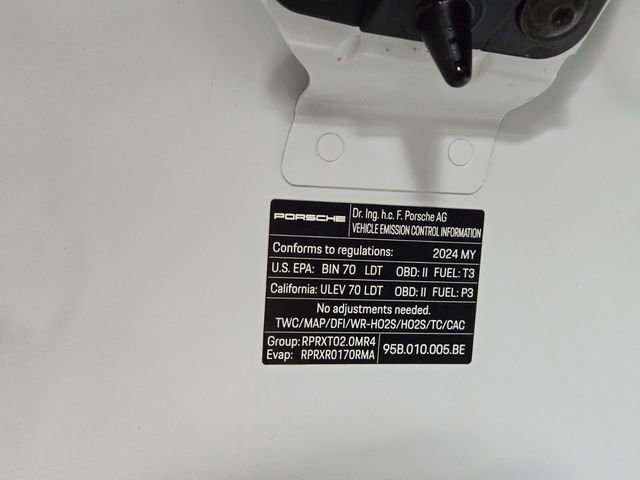 PORSCHE
Dr. Ing. h.c. F. Porsche AG
VEHICLE EMISSION CONTROL INFORMATION
Conforms to regulations: 2024 MY
U.S. EPA: BIN 70 LDT OBD: II FUEL: T3
California: ULEV 70 LDT OBD: II FUEL: P3
No adjustments needed.
TWC/MAP/DFI/WR-HO2S/HO2S/TC/CAC
Group: RPRXT02.0MR4
Evap: RPRXR0170RMA
95B.010.005.BE